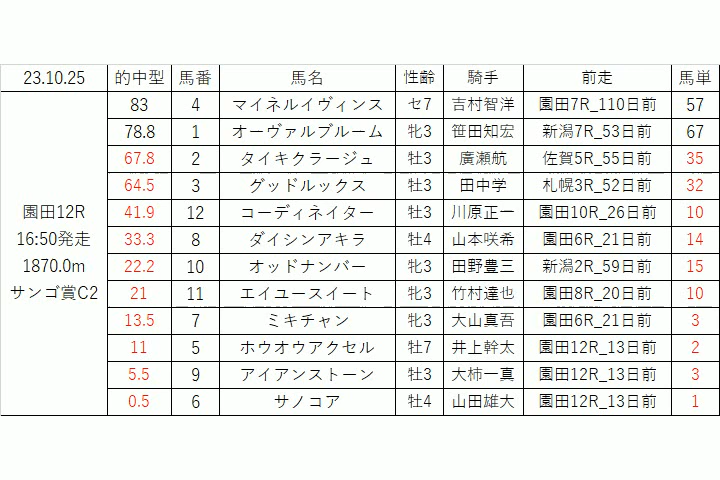 23.10.25 的中型 馬番 馬名 性齢 騎手 前走 馬単
83 4 マイネルイヴィンス セ7 吉村智洋 園田7R_110日前 57
78.8 1 オーヴァルブルーム 牝3 笹田知宏 新潟7R_53日前 67
67.8 2 タイキクラージュ 牡3 廣瀬航 佐賀5R_55日前 35
64.5 3 グッドルックス 牡3 田中学 札幌3R_52日前 32
園田12R 41.9 12 コーディネイター 牡3 川原正一 園田10R_26日前 10
16:50発走 33.3 8 ダイシンアキラ 牡4 山本咲希 園田6R_21日前 14
1870.0m 22.2 10 オッドナンバー 牝3 田野豊三 新潟2R_59日前 15
サンゴ賞C2 21 11 エイユースイート 牝3 竹村達也 園田8R_20日前 10
13.5 7 ミキチャン 牝3 大山真吾 園田6R_21日前 3
11 5 ホウオウアクセル 牡7 井上幹太 園田12R_13日前 2
5.5 9 アイアンストーン 牡3 大柿一真 園田12R_13日前 3
0.5 6 サノコア 牡4 山田雄大 園田12R_13日前 1